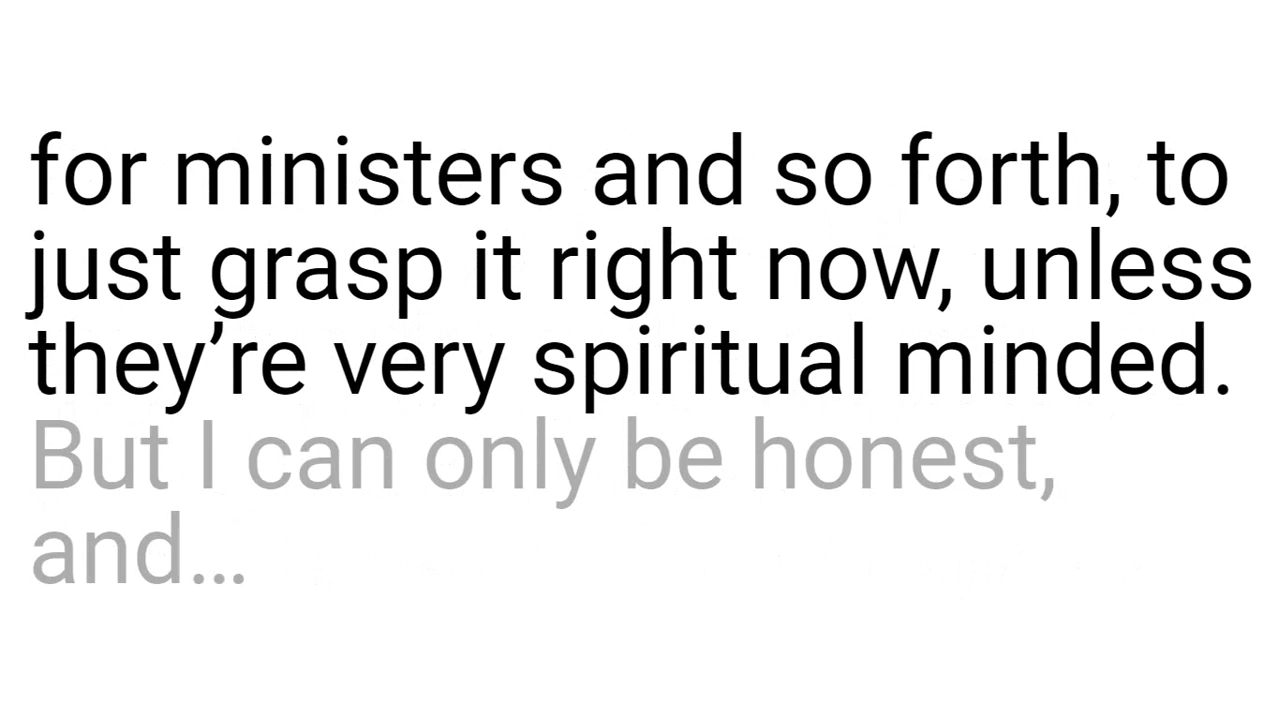 for ministers and so forth, to
just grasp it right now, unless
they’re very spiritual minded.
But I can only be honest,
and…